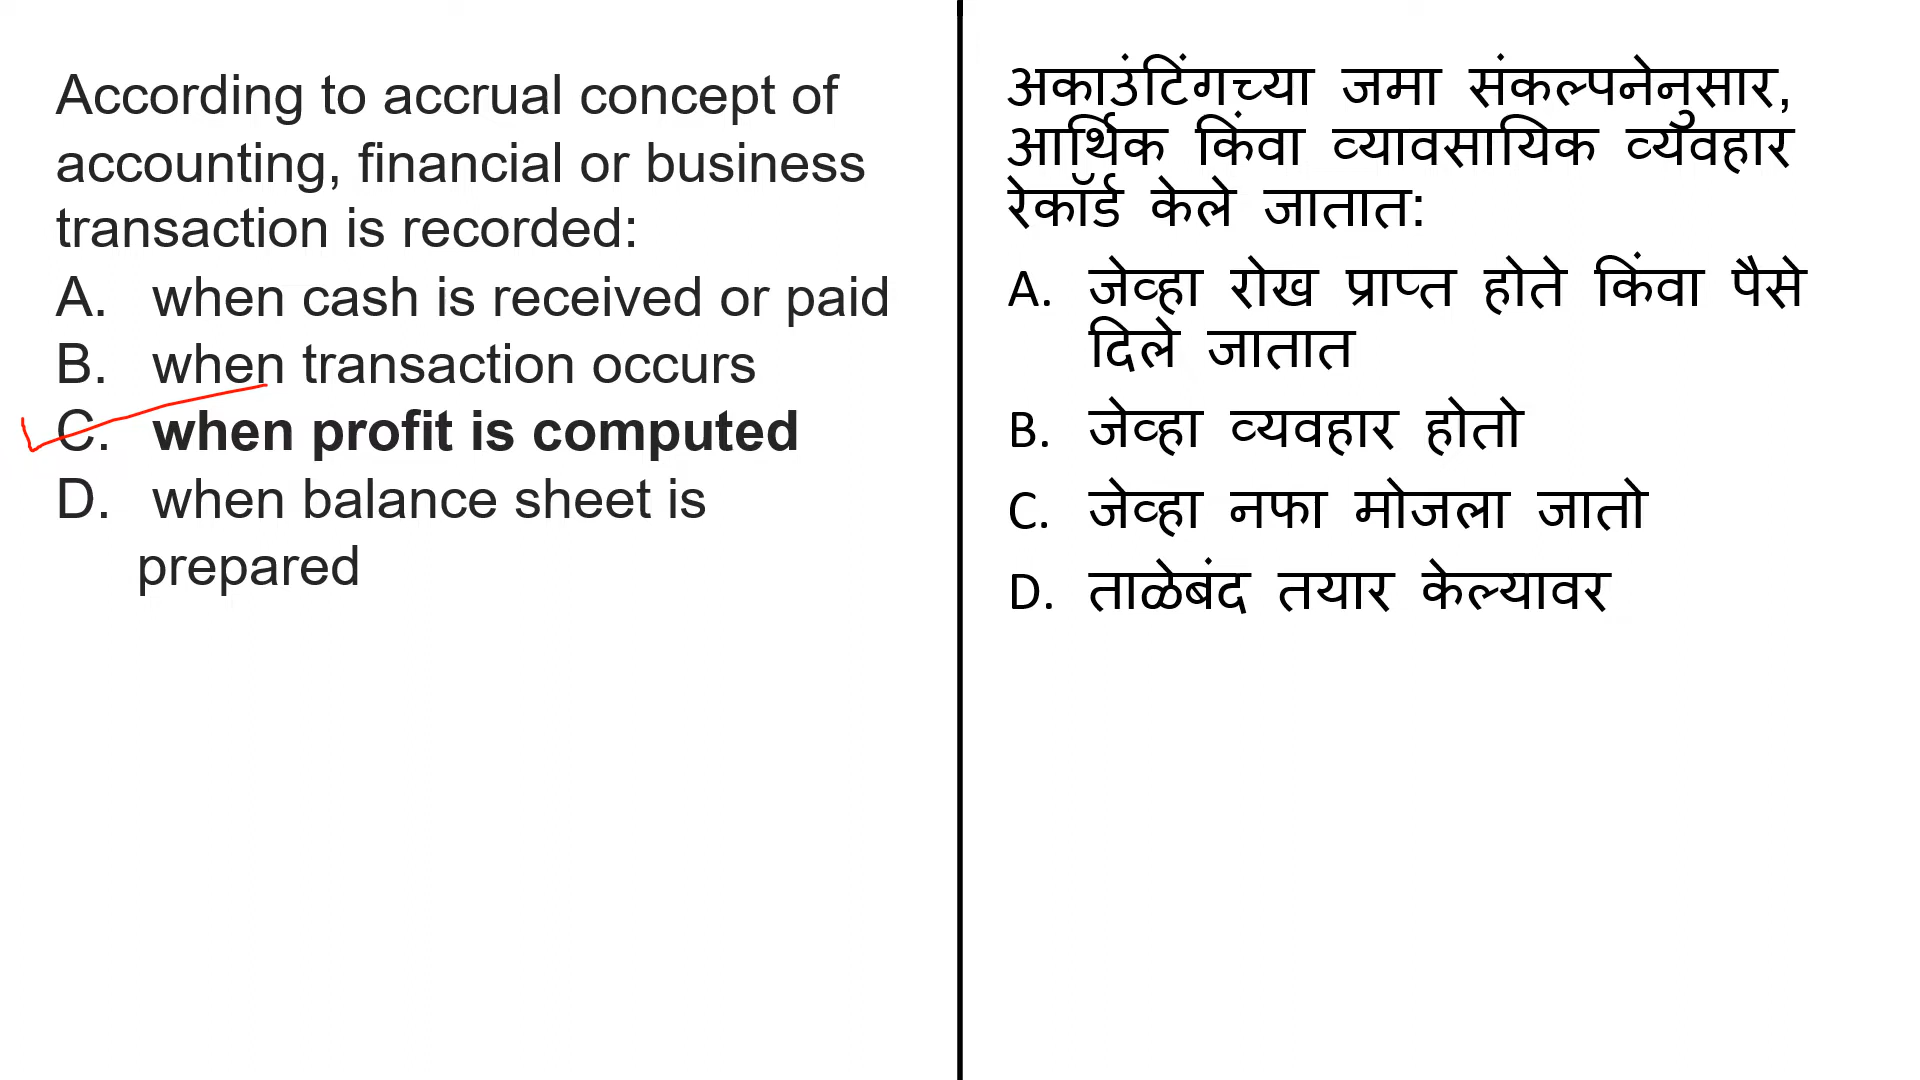 According to accrual concept of
accounting, financial or business
transaction is recorded:
A. when cash is received or paid
B. when transaction occurs
C. when profit is computed
D. when balance sheet is
prepared
अकाउंटिंगच्या जमा संकल्पनेनुसार,
आर्थिक किंवा व्यावसायिक व्यवहार
रेकॉर्ड केले जातात:
A. जेव्हा रोख प्राप्त होते किंवा पैसे
दिले जातात
B. जेव्हा व्यवहार होतो
C. जेव्हा नफा मोजला जातो
D. ताळेबंद तयार केल्यावर